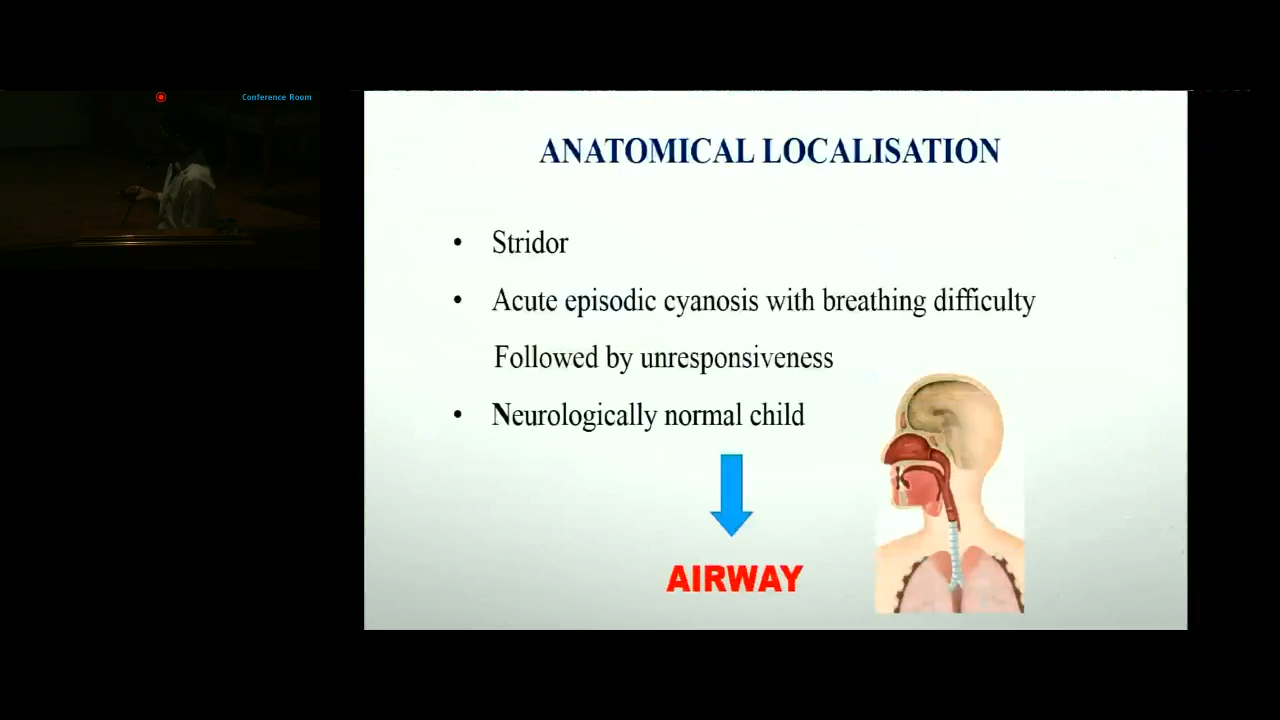 Conference Room
ANATOMICAL LOCALISATION
• Stridor
• Acute episodic cyanosis with breathing difficulty
Followed by unresponsiveness
• Neurologically normal child
AIRWAY